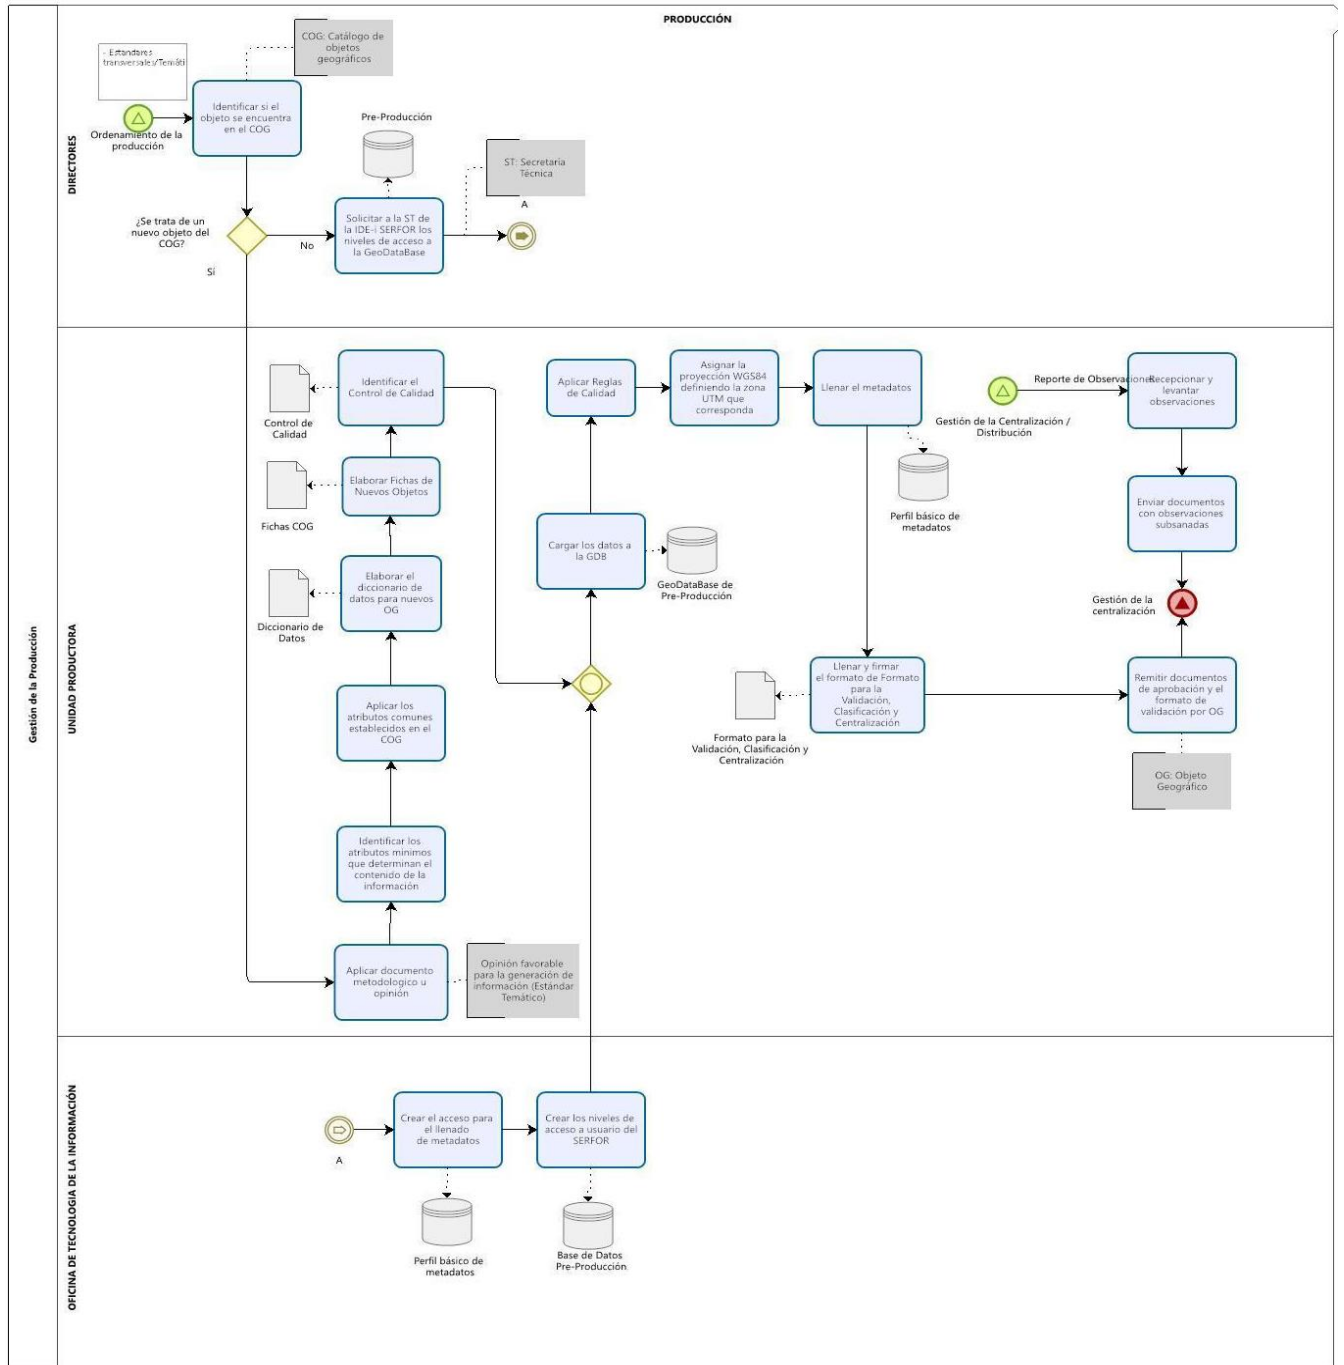 PRODUCCIÓN
Gestión de la Producción
DIRECTORES
- Estándares
transversales/Temáti
COG: Catálogo de
objetos
geográficos
Ordenamiento de la
producción
Identificar si el
objeto se encuentra
en el COG
Pre-Producción
ST: Secretaría
Técnica
A
¿Se trata de un
nuevo objeto del
COG?
No
Sí
Solicitar a la ST de
la IDE-i SERFOR los
niveles de acceso a
la GeoDataBase
UNIDAD PRODUCTORA
Identificar el
Control de Calidad
Control de
Calidad
Elaborar Fichas de
Nuevos Objetos
Fichas COG
Elaborar el
diccionario de
datos para nuevos
OG
Diccionario de
Datos
Aplicar los
atributos comunes
establecidos en el
COG
Identificar los
atributos mínimos
que determinan el
contenido de la
información
Aplicar documento
metodologico u
opinión
Opinión favorable
para la generación de
información (Estándar
Temático)
Aplicar Reglas
de Calidad
Asignar la
proyección WGS84
definiendo la zona
UTM que
corresponda
Llenar el metadatos
Perfil básico de
metadatos
Cargar los datos a
la GDB
GeoDataBase de
Pre-Producción
Reporte de Observaciones
Gestión de la Centralización /
Distribución
Recepcionar y
levantar
observaciones
Enviar documentos
con observaciones
subsanadas
Gestión de la
centralización
Llenar y firmar
el formato de Formato
para la
Validación,
Clasificación y
Centralización
Formato para la
Validación, Clasificación y
Centralización
Remitir documentos
de aprobación y el
formato de
validación por OG
OG: Objeto
Geográfico
OFICINA DE TECNOLOGIA DE LA INFORMACIÓN
A
Crear el acceso para
el llenado
de metadatos
Crear los niveles de
acceso a usuario del
SERFOR
Perfil básico de
metadatos
Base de Datos
Pre-Producción